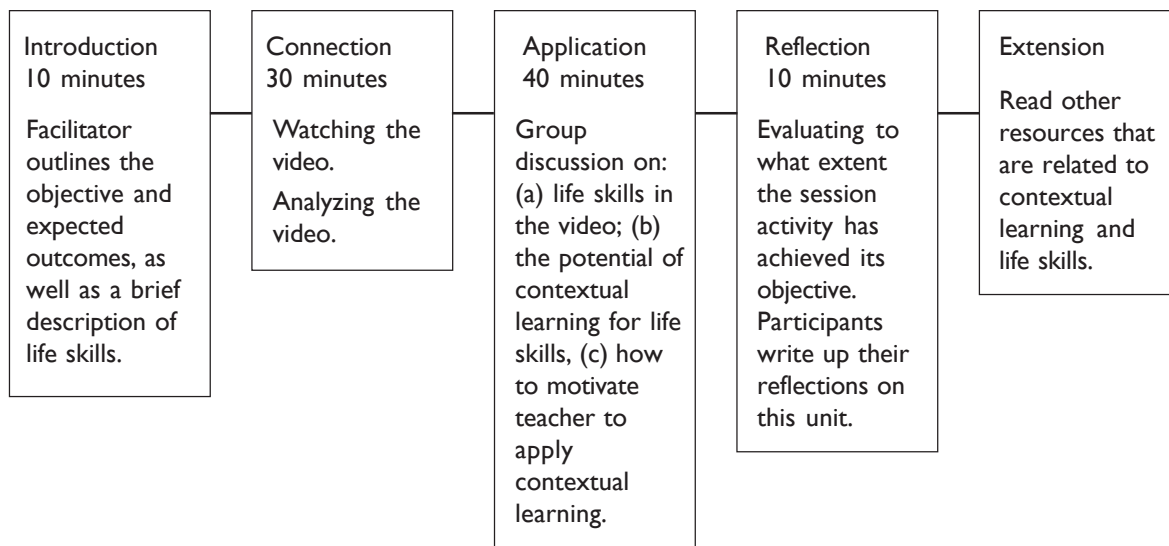 Introduction
10 minutes
Facilitator
outlines the
objective and
expected
outcomes, as
well as a brief
description of
life skills.
Connection
30 minutes
Watching the
video.
Analyzing the
video.
Application
40 minutes
Group
discussion on:
(a) life skills in
the video; (b)
the potential of
contextual
learning for life
skills, (c) how
to motivate
teacher to
apply
contextual
learning.
Reflection
10 minutes
Evaluating to
what extent
the session
activity has
achieved its
objective.
Participants
write up their
reflections on
this unit.
Extension
Read other
resources that
are related to
contextual
learning and
life skills.